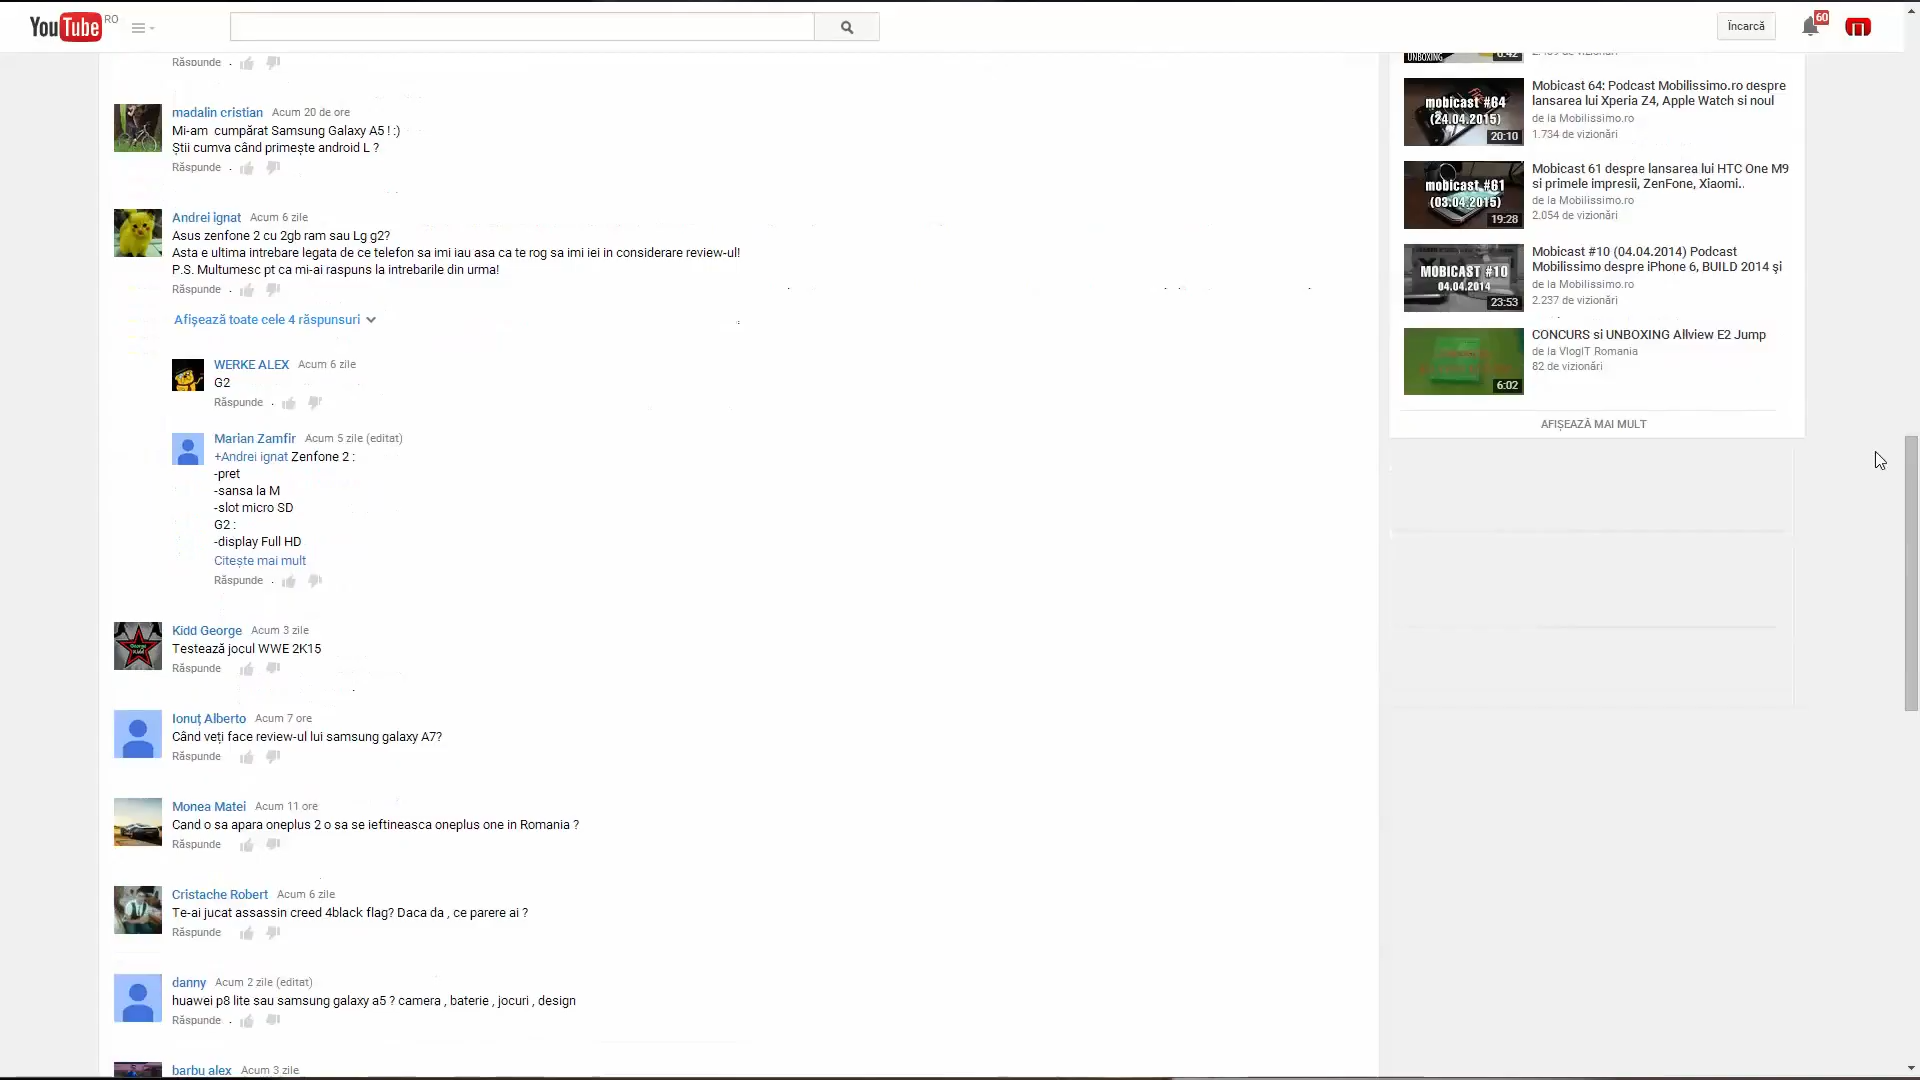 YouTube RO
Încarcă
60
Răspunde .
madalin cristian Acum 20 de ore
Mi-am cumpărat Samsung Galaxy A5 ! :)
Știi cumva când primește android L ?
Răspunde .
Andrei ignat Acum 6 zile
Asus zenfone 2 cu 2gb ram sau Lg g2?
Asta e ultima intrebare legata de ce telefon sa imi iau asa ca te rog sa imi iei in considerare review-ul!
P.S. Multumesc pt ca mi-ai raspuns la intrebarile din urma!
Răspunde .
Afișează toate cele 4 răspunsuri
WERKE ALEX Acum 6 zile
G2
Răspunde .
Marian Zamfir Acum 5 zile (editat)
+Andrei ignat Zenfone 2 :
-pret
-sansa la M
-slot micro SD
G2 :
-display Full HD
Citește mai mult
Răspunde .
Kidd George Acum 3 zile
Testează jocul WWE 2K15
Răspunde
Ionuț Alberto Acum 7 ore
Când veți face review-ul lui samsung galaxy A7?
Răspunde
Monea Matei Acum 11 ore
Cand o sa apara oneplus 2 o sa se ieftineasca oneplus one in Romania ?
Răspunde
Cristache Robert Acum 6 zile
Te-ai jucat assassin creed 4black flag? Daca da , ce parere ai ?
Răspunde
danny Acum 2 zile (editat)
huawei p8 lite sau samsung galaxy a5 ? camera , baterie , jocuri , design
Răspunde .
barbu alex Acum 3 zile
UNBOXING
mobicast #64
(24.04.2015)
20:10
Mobicast 64: Podcast Mobilissimo.ro despre
lansarea lui Xperia Z4, Apple Watch si noul
de la Mobilissimo.ro
1.734 de vizionări
mobicast #61
(03.04.2015)
19:28
Mobicast 61 despre lansarea lui HTC One M9
si primele impresii, ZenFone, Xiaomi..
de la Mobilissimo.ro
2.054 de vizionări
MOBICAST #10
04.04.2014
23:53
Mobicast #10 (04.04.2014) Podcast
Mobilissimo despre iPhone 6, BUILD 2014 şi
de la Mobilissimo.ro
2.237 de vizionări
6:02
CONCURS si UNBOXING Allview E2 Jump
de la VlogIT Romania
82 de vizionări
AFIȘEAZĂ MAI MULT